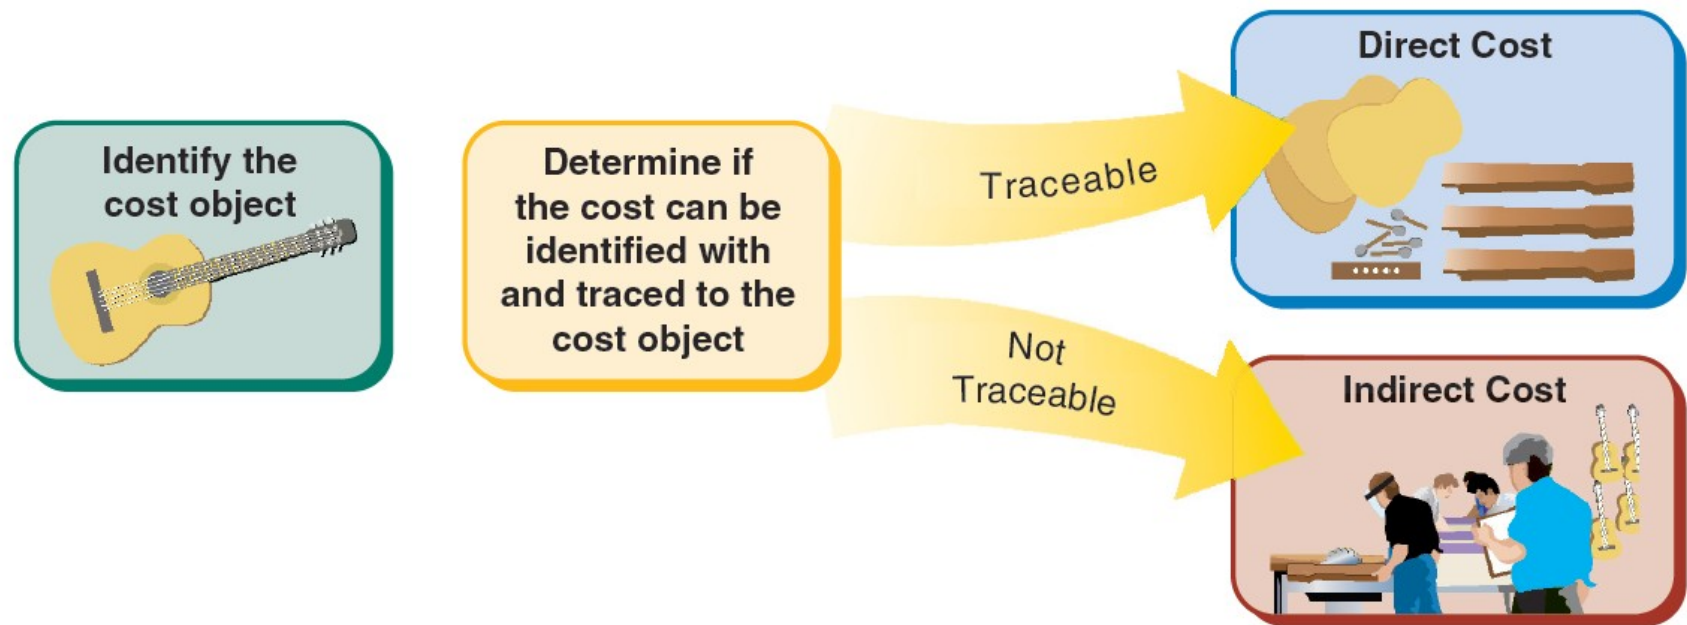 Identify the
cost object
Determine if
the cost can be
identified with
and traced to the
cost object
Traceable
Not
Traceable
Direct Cost
Indirect Cost